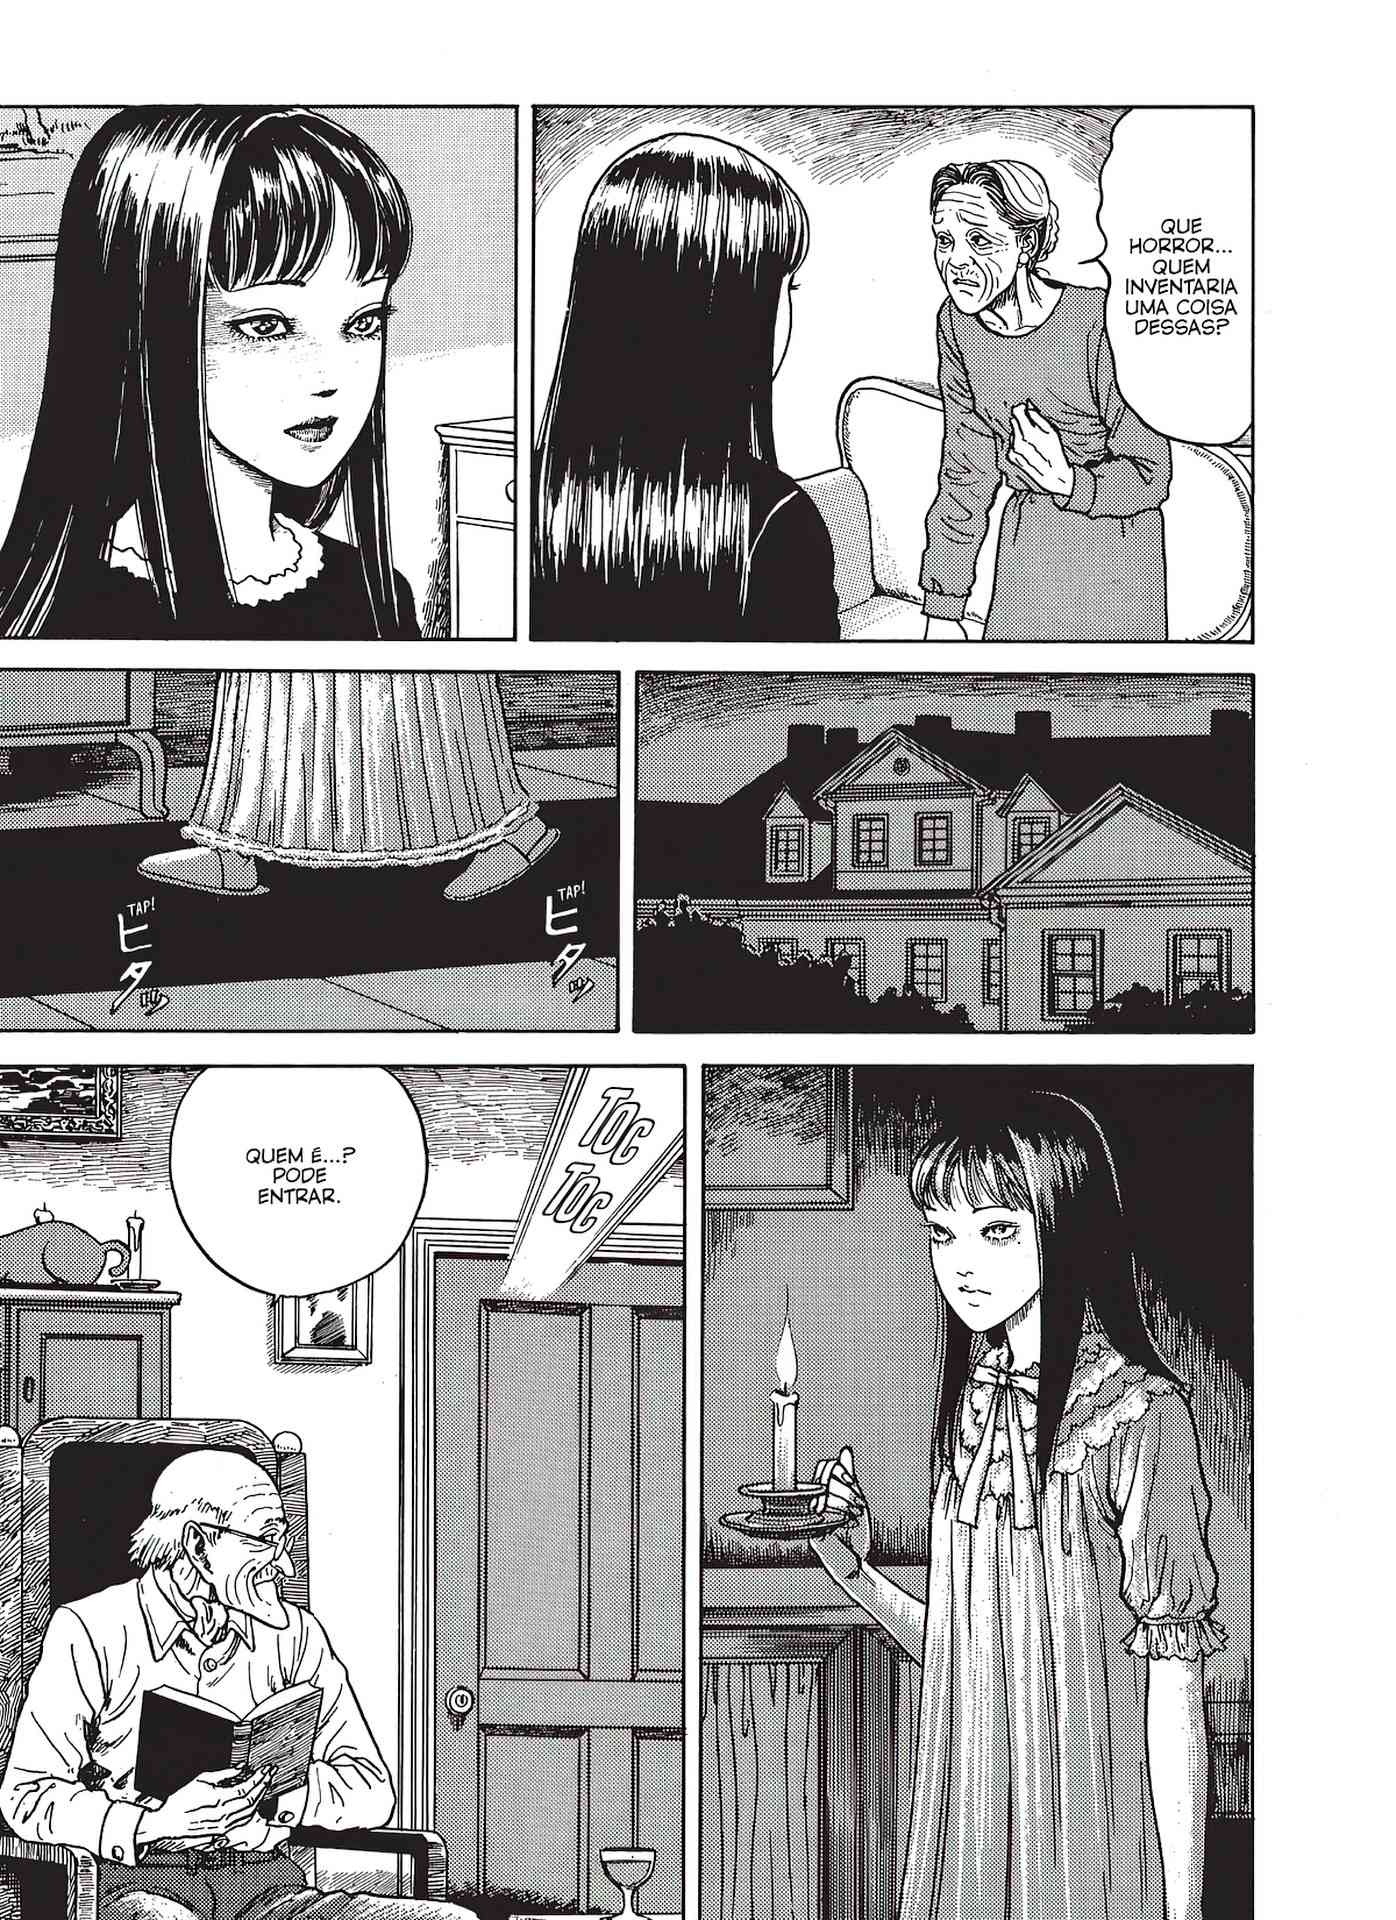 QUE
HORROR...
QUEM
INVENTARIA
UMA COISA
DESSAS?
TAP!
ヒタッ
TAP!
ヒタッ
TOC
TOC
QUEM É...?
PODE
ENTRAR.